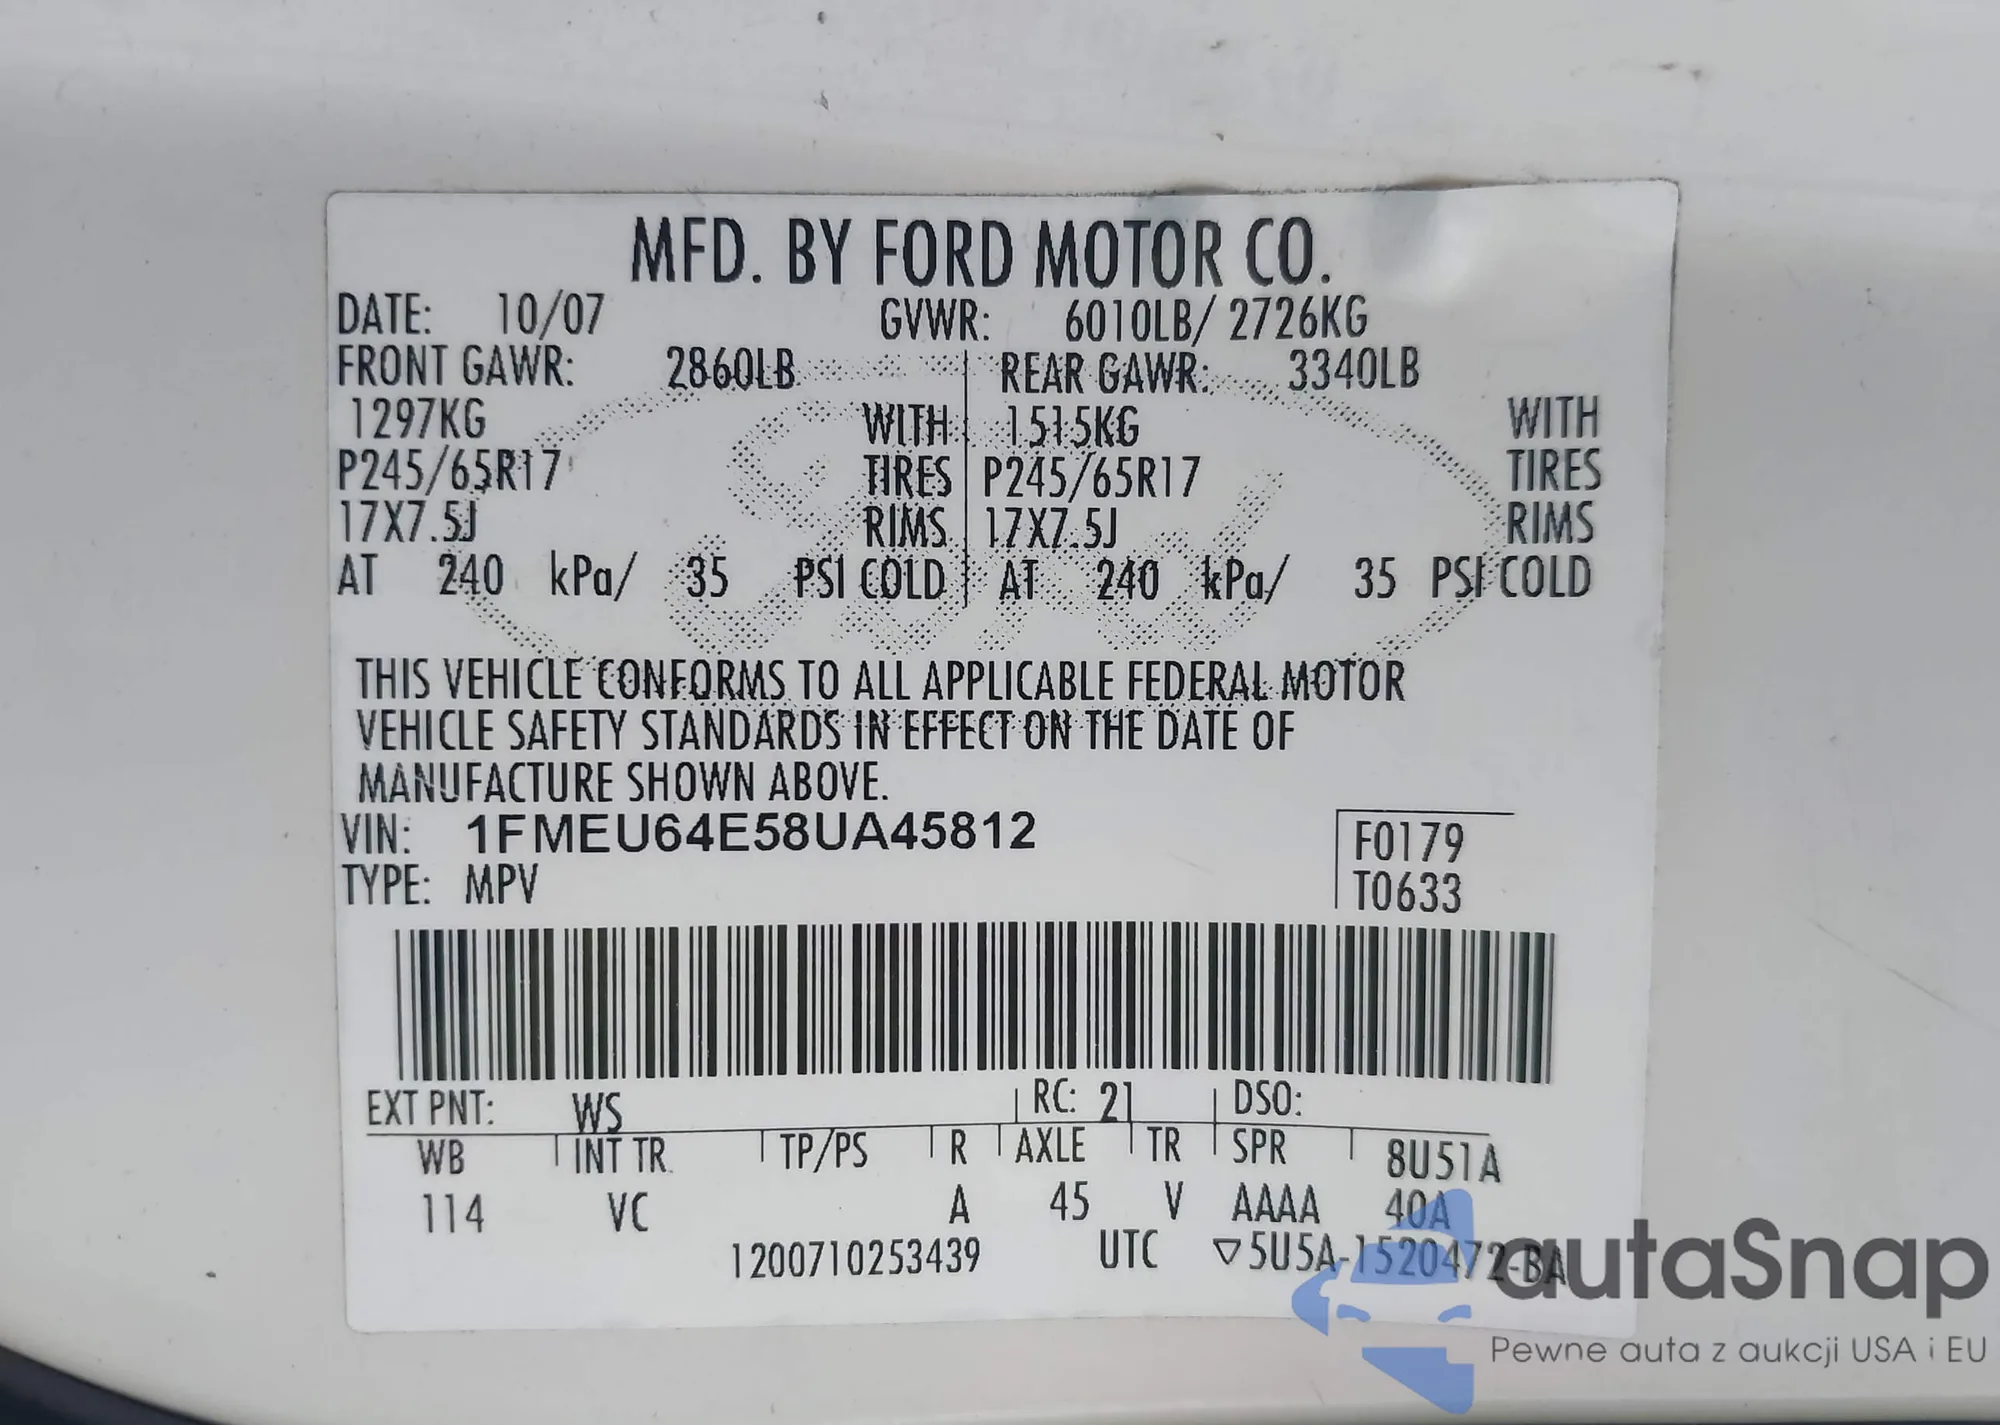 MFD. BY FORD MOTOR CO.
DATE: 10/07 GVWR: 6010LB/ 2726KG
FRONT GAWR: 2860LB REAR GAWR: 3340LB
1297KG WITH 1515KG WITH
P245/65R17 TIRES P245/65R17 TIRES
17X7.5J RIMS 17X7.5J RIMS
AT 240 kPa/ 35 PSI COLD AT 240 kPa/ 35 PSI COLD
THIS VEHICLE CONFORMS TO ALL APPLICABLE FEDERAL MOTOR
VEHICLE SAFETY STANDARDS IN EFFECT ON THE DATE OF
MANUFACTURE SHOWN ABOVE.
VIN: 1FMEU64E58UA45812 F0179
TYPE: MPV T0633
EXT PNT: WS RC: 21 DSO:
WB INT TR TP/PS R AXLE TR SPR 8U51A
114 VC A 45 V AAAA 40A
1200710253439 UTC ▽5U5A-1520472-BA
autaSnap
Pewne auta z aukcji USA i EU